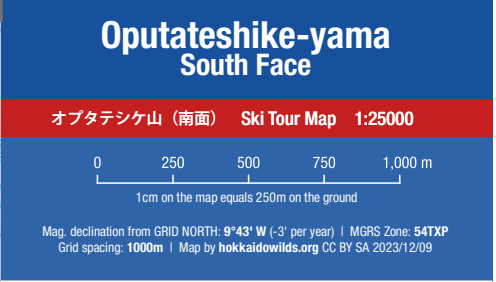 Oputateshike-yama
South Face
オプタテシケ山（南面） Ski Tour Map 1:25000
0 250 500 750 1,000 m
1cm on the map equals 250m on the ground
Mag. declination from GRID NORTH: 9°43' W (-3' per year) | MGRS Zone: 54TXP
Grid spacing: 1000m | Map by hokkaidowilds.org CC BY SA 2023/12/09